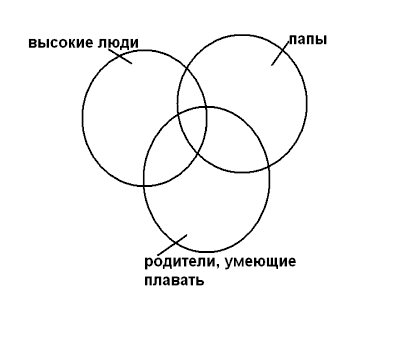 высокие люди
папы
родители, умеющие
плавать